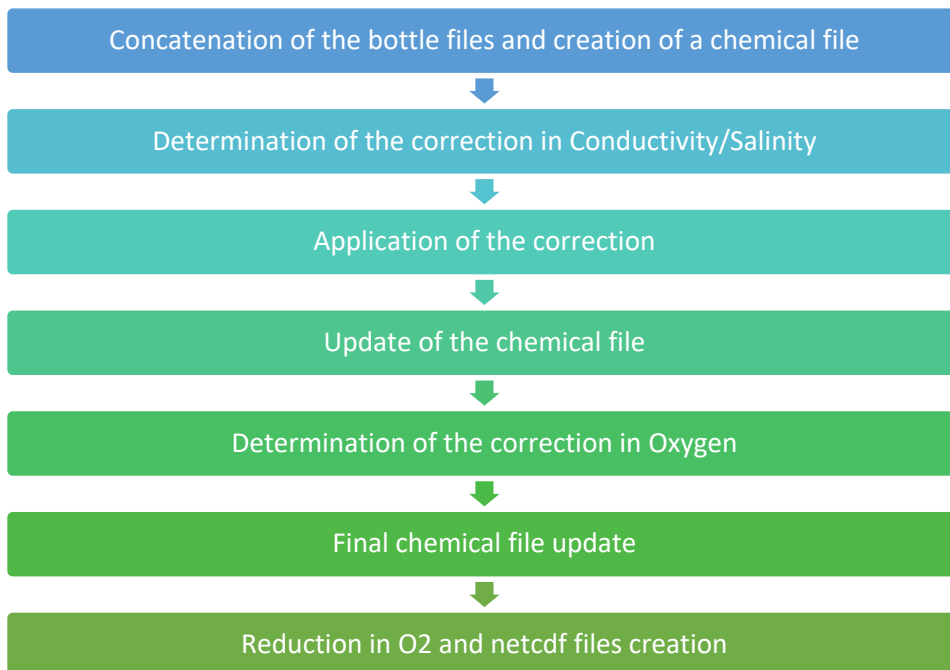 Concatenation of the bottle files and creation of a chemical file
Determination of the correction in Conductivity/Salinity
Application of the correction
Update of the chemical file
Determination of the correction in Oxygen
Final chemical file update
Reduction in O2 and netcdf files creation